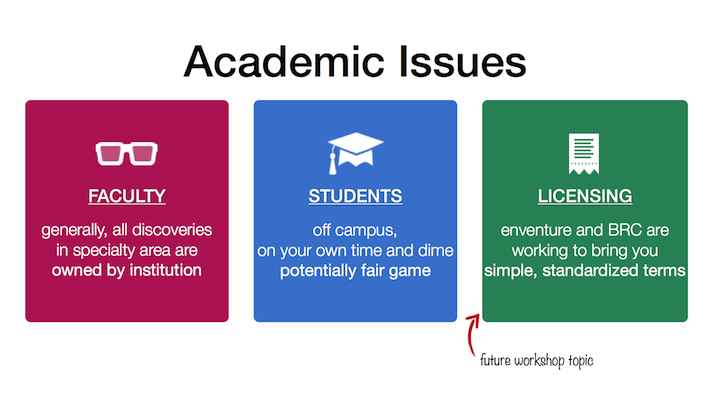 Academic Issues
FACULTY
generally, all discoveries
in specialty area are
owned by institution
STUDENTS
off campus,
on your own time and dime
potentially fair game
LICENSING
enventure and BRC are
working to bring you
simple, standardized terms
future workshop topic